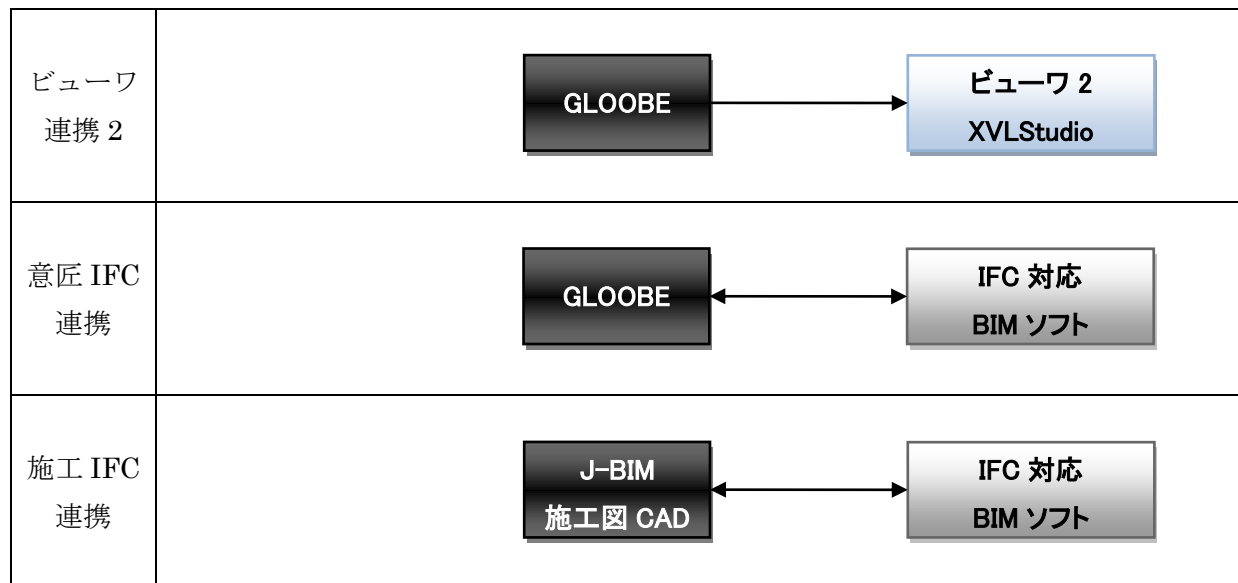 ビューワ
連携 2
GLOOBE
ビューワ 2
XVLStudio
意匠 IFC
連携
GLOOBE
IFC 対応
BIM ソフト
施工 IFC
連携
J-BIM
施工図 CAD
IFC 対応
BIM ソフト